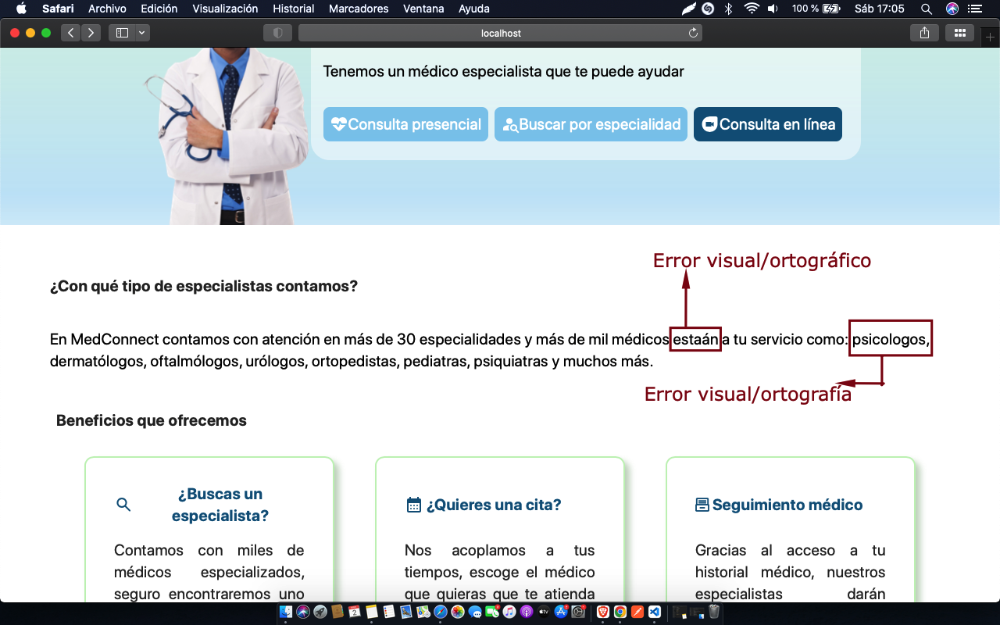 Safari Archivo Edición Visualización Historial Marcadores Ventana Ayuda 100 % Sáb 17:05
localhost
Tenemos un médico especialista que te puede ayudar
Consulta presencial Buscar por especialidad Consulta en línea
Error visual/ortográfico
¿Con qué tipo de especialistas contamos?
En MedConnect contamos con atención en más de 30 especialidades y más de mil médicos estaán a tu servicio como: psicologos,
dermatólogos, oftalmólogos, urólogos, ortopedistas, pediatras, psiquiatras y muchos más.
Error visual/ortografía
Beneficios que ofrecemos
¿Buscas un
especialista?
Contamos con miles de
médicos especializados,
seguro encontraremos uno
¿Quieres una cita?
Nos acoplamos a tus
tiempos, escoge el médico
que quieras que te atienda
Seguimiento médico
Gracias al acceso a tu
historial médico, nuestros
especialistas darán